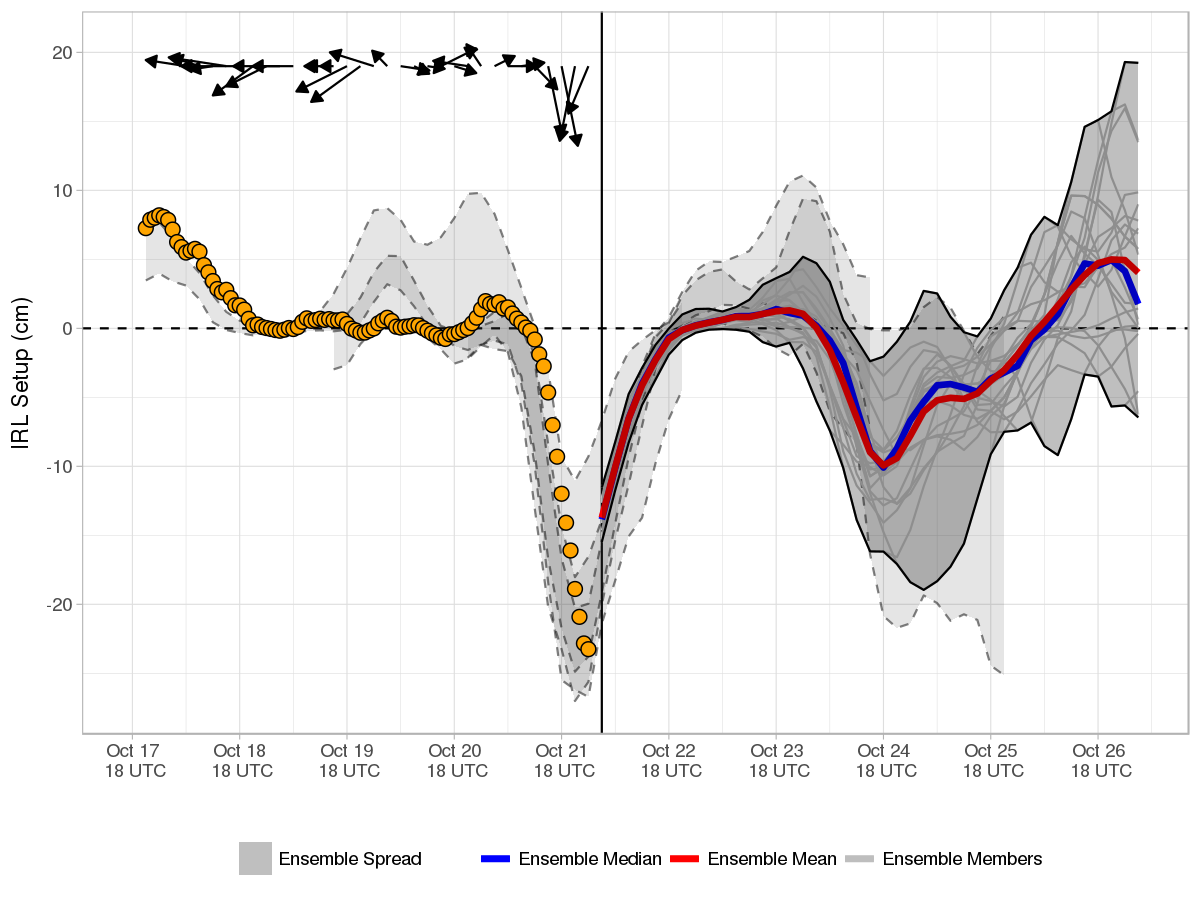 20
10
0
-10
-20
IRL Setup (cm)
Oct 17 Oct 18 Oct 19 Oct 20 Oct 21 Oct 22 Oct 23 Oct 24 Oct 25 Oct 26
18 UTC 18 UTC 18 UTC 18 UTC 18 UTC 18 UTC 18 UTC 18 UTC 18 UTC 18 UTC
Ensemble Spread Ensemble Median Ensemble Mean Ensemble Members